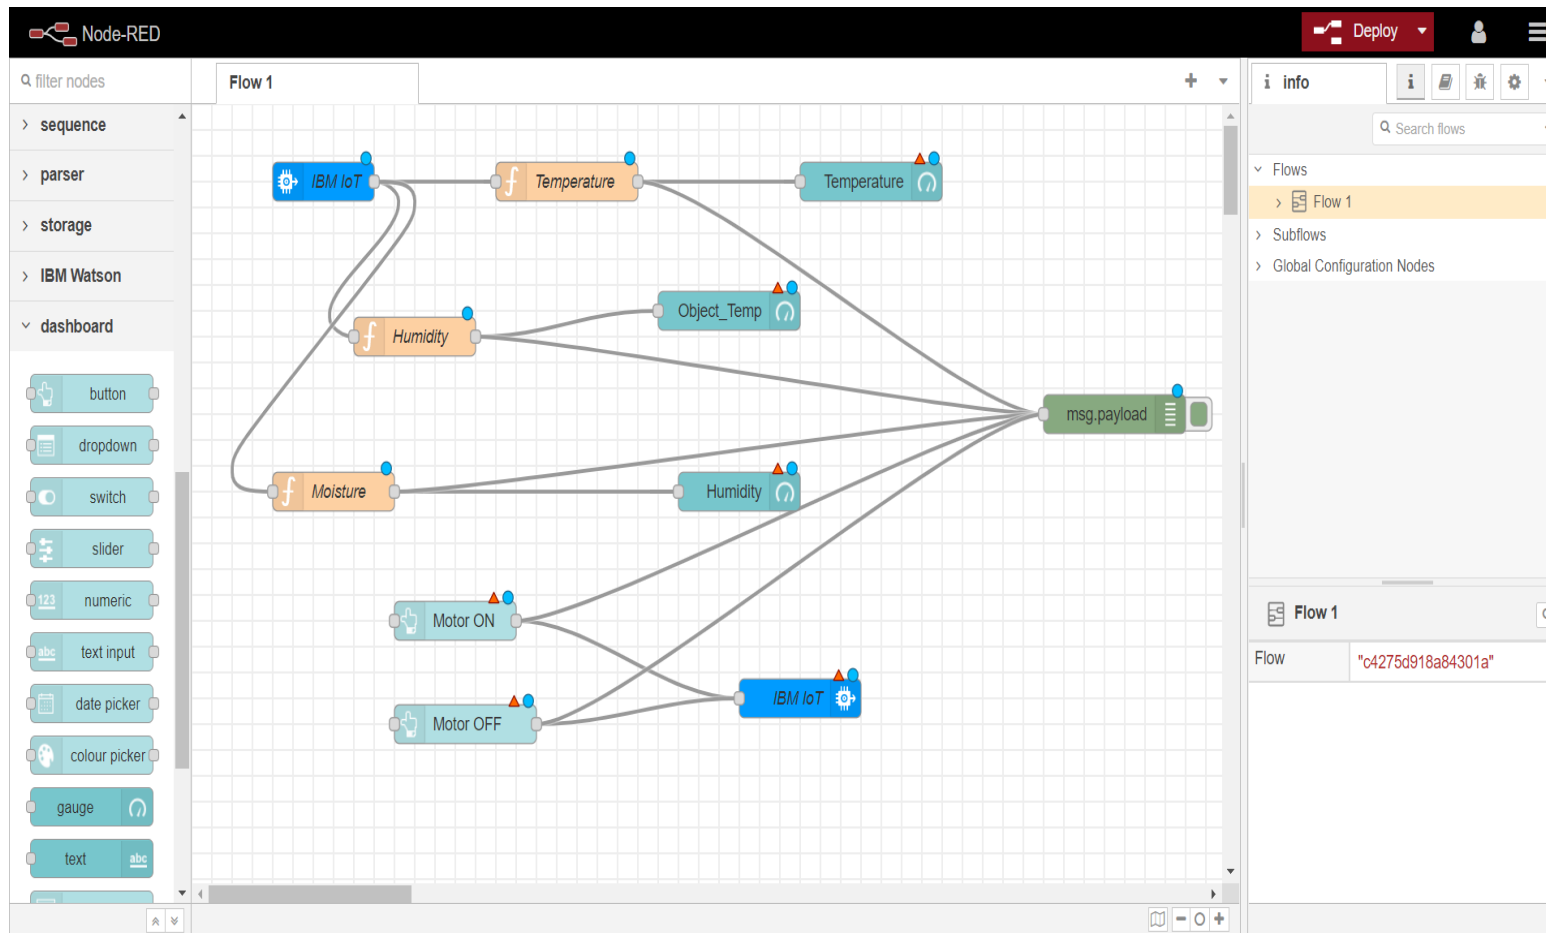 Node-RED
Deploy
filter nodes
Flow 1
i info
i
Search flows
sequence
parser
storage
IBM Watson
dashboard
button
dropdown
switch
slider
123 numeric
abc text input
date picker
colour picker
gauge
text abc
IBM IoT
f Temperature
Temperature
Object_Temp
f Humidity
msg.payload
f Moisture
Humidity
Motor ON
IBM IoT
Motor OFF
Flows
Flow 1
Subflows
Global Configuration Nodes
Flow 1
Flow "c4275d918a84301a"